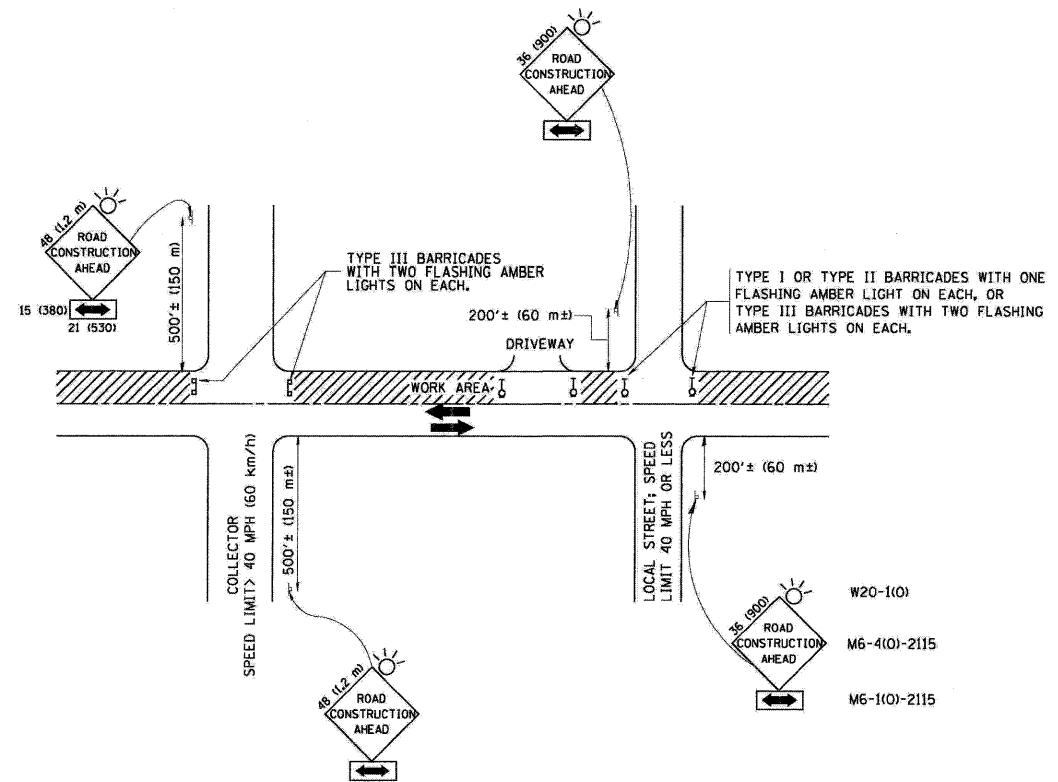 36 (900)
ROAD
CONSTRUCTION
AHEAD
48 (1.2 m)
ROAD
CONSTRUCTION
AHEAD
15 (380)
21 (530)
500'± (150 m)
TYPE III BARRICADES
WITH TWO FLASHING AMBER
LIGHTS ON EACH.
200'± (60 m±)
DRIVEWAY
TYPE I OR TYPE II BARRICADES WITH ONE
FLASHING AMBER LIGHT ON EACH, OR
TYPE III BARRICADES WITH TWO FLASHING
AMBER LIGHTS ON EACH.
WORK AREA
COLLECTOR
SPEED LIMIT> 40 MPH (60 km/h)
500'± (150 m±)
LOCAL STREET; SPEED
LIMIT 40 MPH OR LESS
200'± (60 m±)
48 (1.2 m)
ROAD
CONSTRUCTION
AHEAD
36 (900)
ROAD
CONSTRUCTION
AHEAD
W20-1(O)
M6-4(O)-2115
M6-1(O)-2115